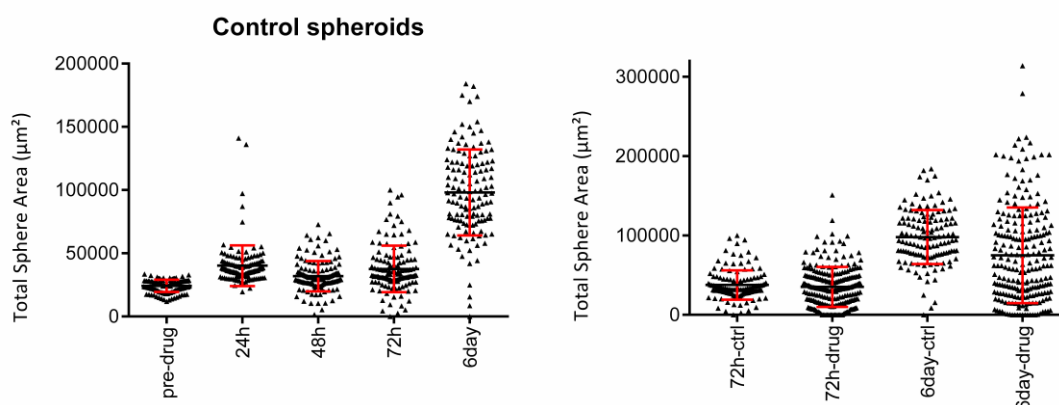 Control spheroids
Total Sphere Area (µm²)
200000
150000
100000
50000
0
pre-drug
24h
48h
72h
6day
Total Sphere Area (µm²)
300000
200000
100000
0
72h-ctrl
72h-drug
6day-ctrl
6day-drug